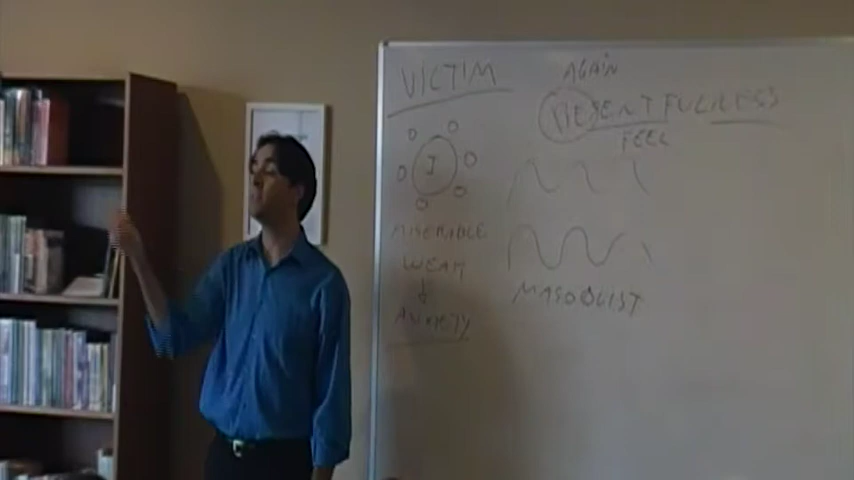 VICTIM
AGAIN
RESENTFULNESS
FEEL
I
MISERABLE
WEAK
ANXIETY
MASOCHIST